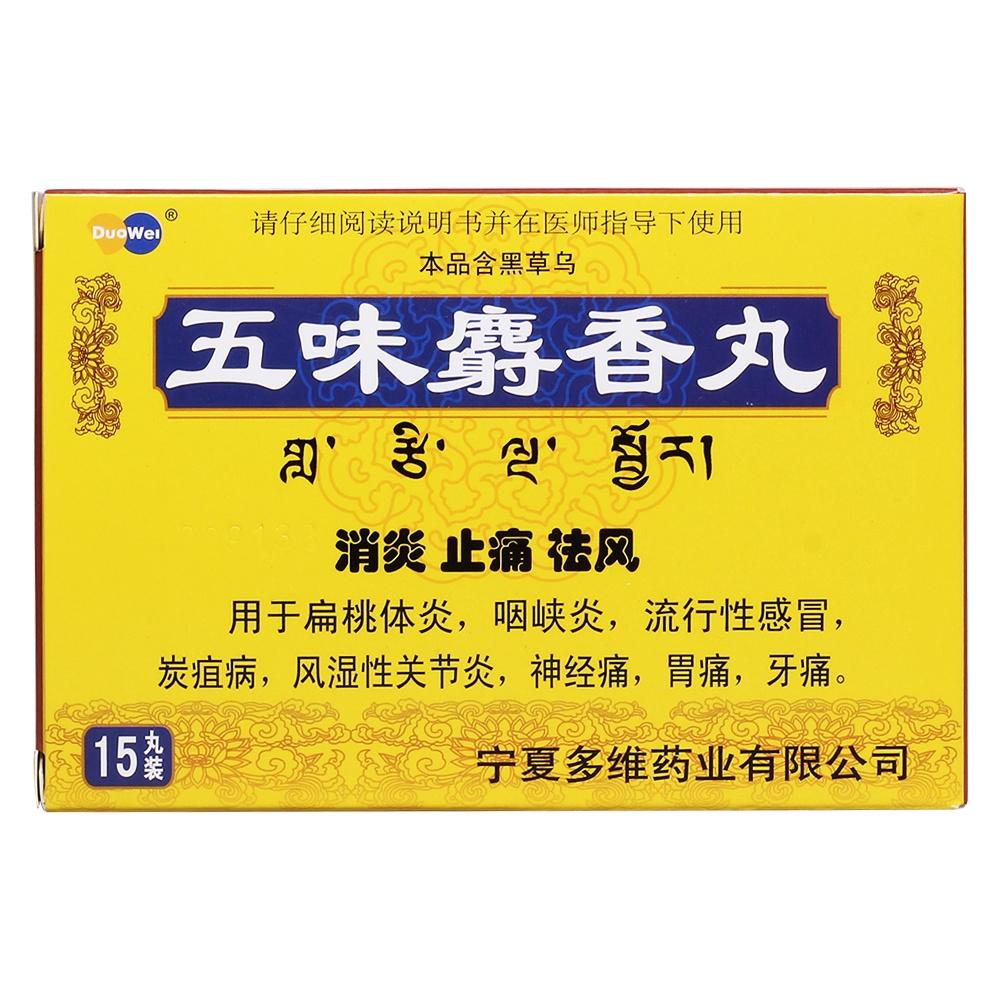 DuoWei®
请仔细阅读说明书并在医师指导下使用
本品含黑草乌
五味麝香丸
消炎 止痛 祛风
用于扁桃体炎，咽峡炎，流行性感冒，
炭疽病，风湿性关节炎，神经痛，胃痛，牙痛。
15丸装
宁夏多维药业有限公司